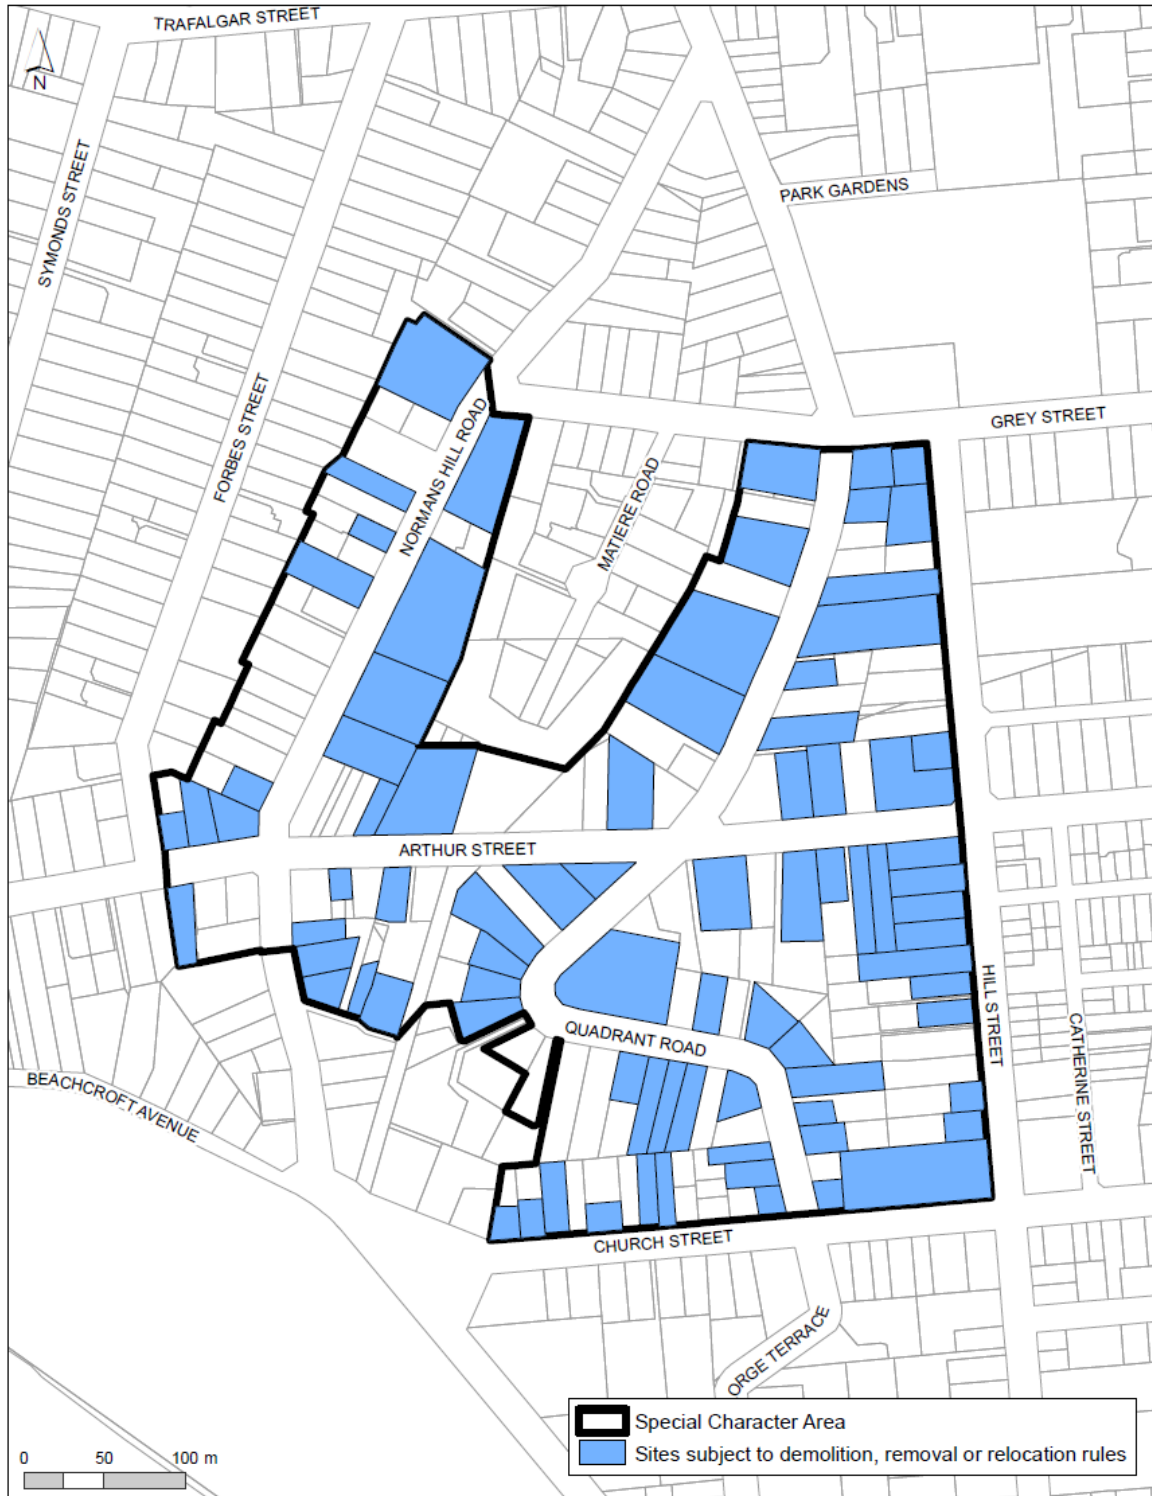 TRAFALGAR STREET
N
SYMONDS STREET
PARK GARDENS
FORBES STREET
NORMANS HILL ROAD
GREY STREET
MATIERE ROAD
ARTHUR STREET
HILL STREET
QUADRANT ROAD
CATHERINE STREET
BEACHCROFT AVENUE
CHURCH STREET
ORGE TERRACE
Special Character Area
Sites subject to demolition, removal or relocation rules
0 50 100 m